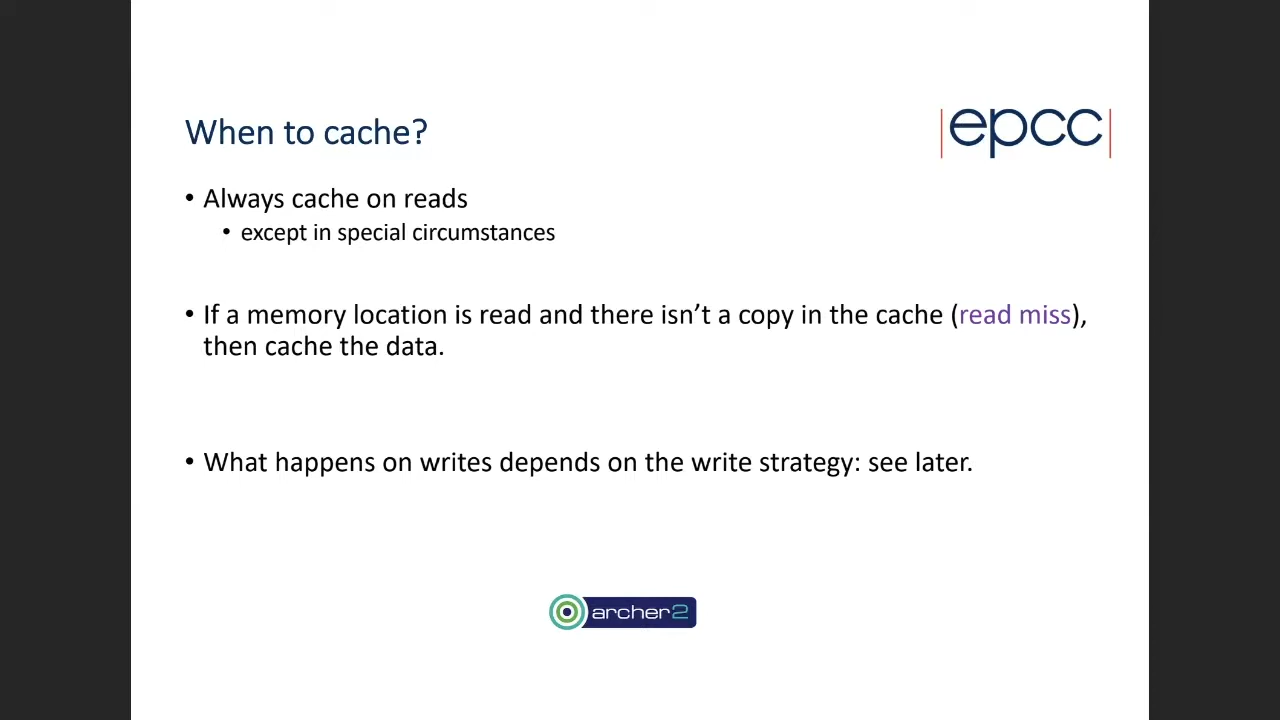 When to cache?
|epcc|
• Always cache on reads
• except in special circumstances
• If a memory location is read and there isn’t a copy in the cache (read miss),
then cache the data.
• What happens on writes depends on the write strategy: see later.
archer2